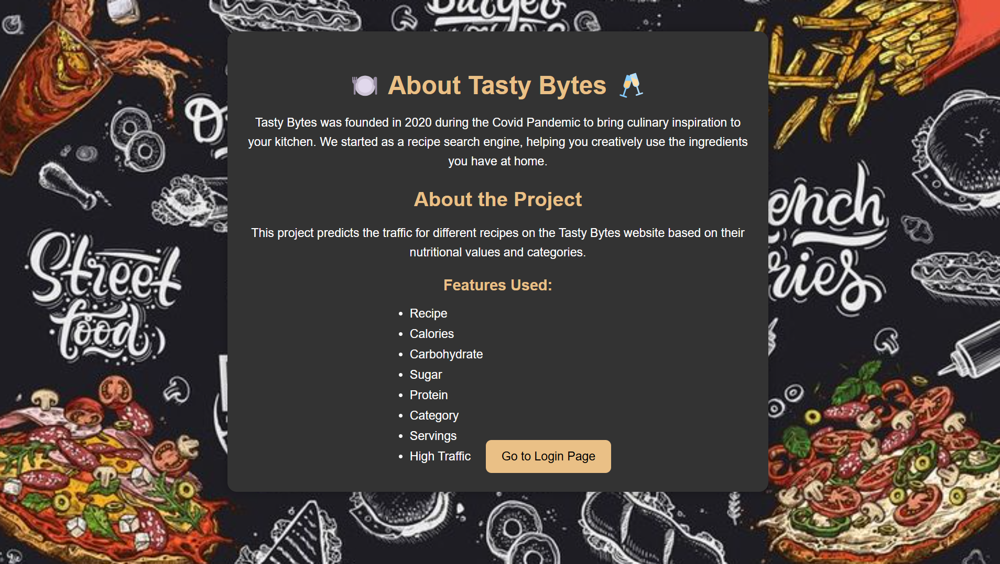 Burger
🍽️ About Tasty Bytes 🥂
Tasty Bytes was founded in 2020 during the Covid Pandemic to bring culinary inspiration to
your kitchen. We started as a recipe search engine, helping you creatively use the ingredients
you have at home.
About the Project
This project predicts the traffic for different recipes on the Tasty Bytes website based on their
nutritional values and categories.
Features Used:
• Recipe
• Calories
• Carbohydrate
• Sugar
• Protein
• Category
• Servings
• High Traffic
Go to Login Page
Street
food
ench
ries